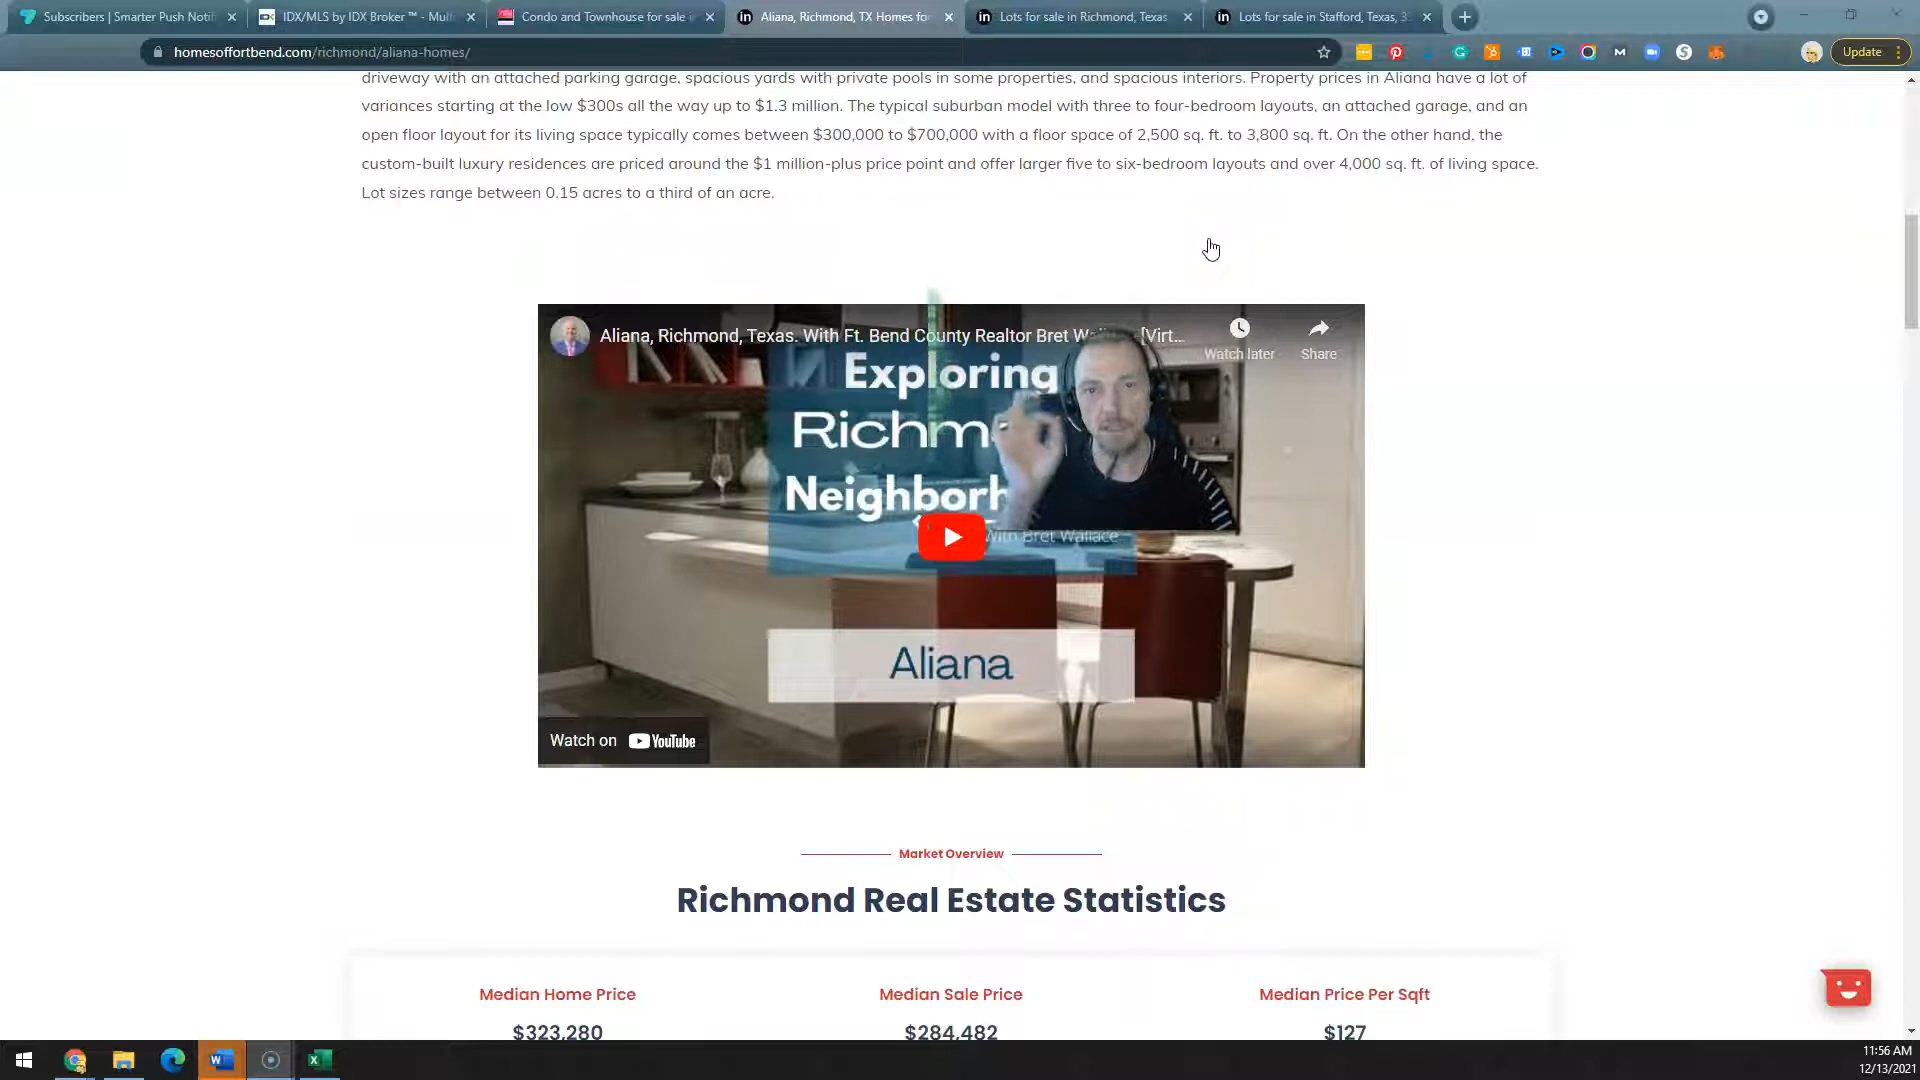 Subscribers | Smarter Push Notifi
IDX/MLS by IDX Broker ™ - Mult
Condo and Townhouse for sale i
Aliana, Richmond, TX Homes fo
Lots for sale in Richmond, Texas
Lots for sale in Stafford, Texas, 3
homesoffortbend.com/richmond/aliana-homes/
Update
driveway with an attached parking garage, spacious yards with private pools in some properties, and spacious interiors. Property prices in Aliana have a lot of
variances starting at the low $300s all the way up to $1.3 million. The typical suburban model with three to four-bedroom layouts, an attached garage, and an
open floor layout for its living space typically comes between $300,000 to $700,000 with a floor space of 2,500 sq. ft. to 3,800 sq. ft. On the other hand, the
custom-built luxury residences are priced around the $1 million-plus price point and offer larger five to six-bedroom layouts and over 4,000 sq. ft. of living space.
Lot sizes range between 0.15 acres to a third of an acre.
Aliana, Richmond, Texas. With Ft. Bend County Realtor Bret [Virt...
Watch later
Share
Exploring
Richm
Neighborh
With Bret Wallace
Aliana
Watch on YouTube
Market Overview
Richmond Real Estate Statistics
Median Home Price
Median Sale Price
Median Price Per Sqft
$323,280
$284,482
$127
11:56 AM
12/13/2021